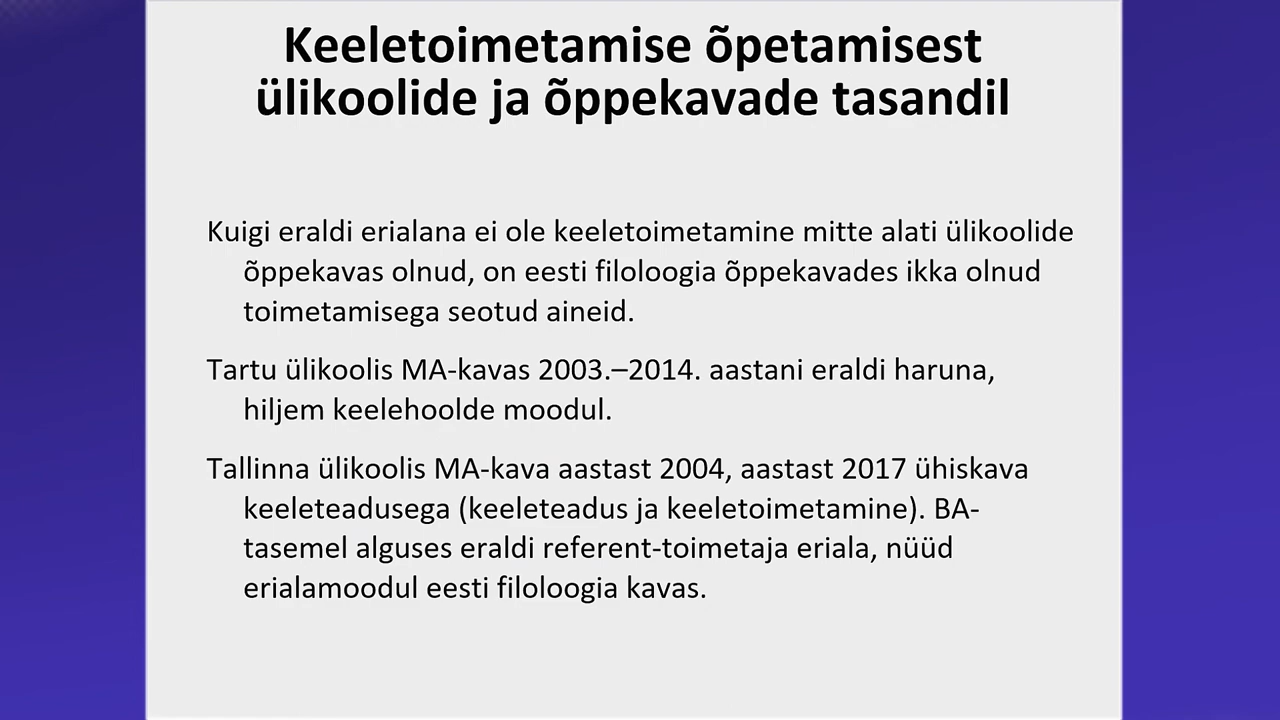 Keeletoimetamise õpetamisest
ülikoolide ja õppekavade tasandil
Kuigi eraldi erialana ei ole keeletoimetamine mitte alati ülikoolide
õppekavas olnud, on eesti filoloogia õppekavades ikka olnud
toimetamisega seotud aineid.
Tartu ülikoolis MA-kavas 2003.–2014. aastani eraldi haruna,
hiljem keelehoolde moodul.
Tallinna ülikoolis MA-kava aastast 2004, aastast 2017 ühiskava
keeleteadusega (keeleteadus ja keeletoimetamine). BA-
tasemel alguses eraldi referent-toimetaja eriala, nüüd
erialamoodul eesti filoloogia kavas.